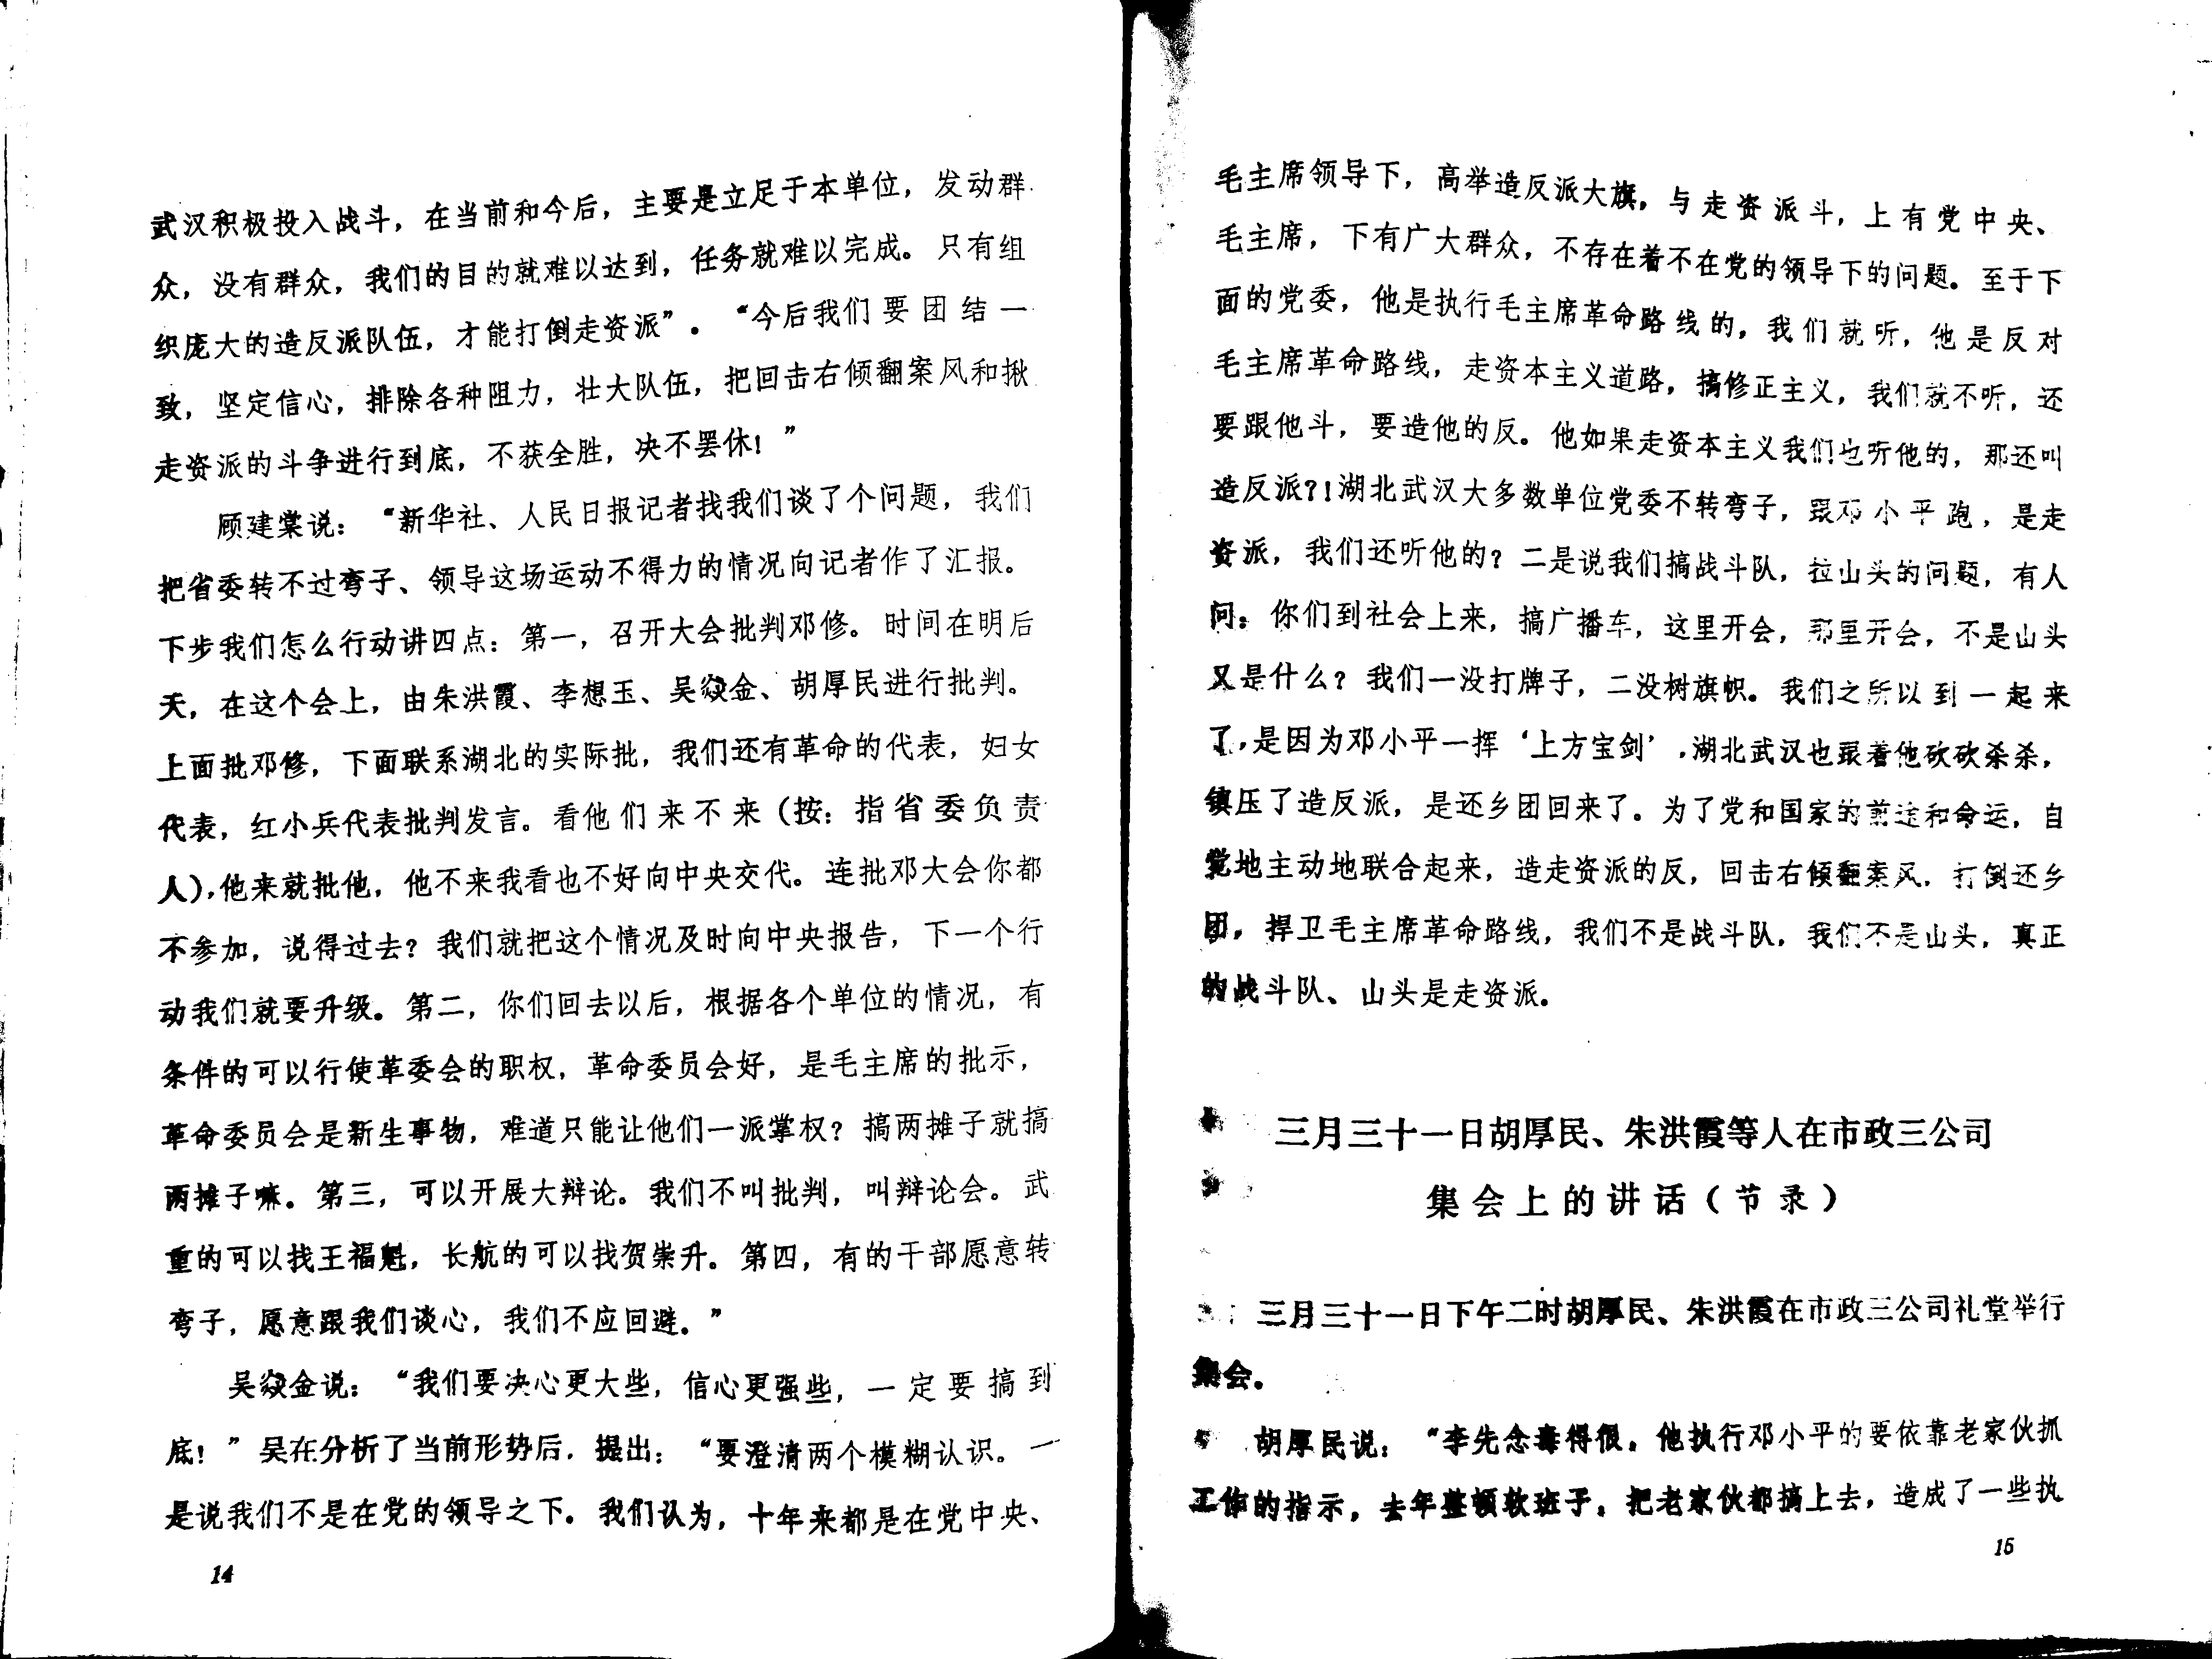 武汉积极投入战斗，在当前和今后，主要是立足于本单位，发动群
众，没有群众，我们的目的就难以达到，任务就难以完成。只有组
织庞大的造反派队伍，才能打倒走资派”。“今后我们要团结一
致，坚定信心，排除各种阻力，壮大队伍，把回击右倾翻案风和揪
走资派的斗争进行到底，不获全胜，决不罢休！”
顾建棠说：“新华社、人民日报记者找我们谈了个问题，我们
把省委转不过弯子、领导这场运动不得力的情况向记者作了汇报。
下步我们怎么行动讲四点：第一，召开大会批判邓修。时间在明后
天，在这个会上，由朱洪霞、李想玉、吴焱金、胡厚民进行批判。
上面批邓修，下面联系湖北的实际批，我们还有革命的代表，妇女
代表，红小兵代表批判发言。看他们来不来（按：指省委负责
人），他来就批他，他不来我看也不好向中央交代。连批邓大会你都
不参加，说得过去？我们就把这个情况及时向中央报告，下一个行
动我们就要升级。第二，你们回去以后，根据各个单位的情况，有
条件的可以行使革委会的职权，革命委员会好，是毛主席的批示，
革命委员会是新生事物，难道只能让他们一派掌权？搞两摊子就搞
两摊子嘛。第三，可以开展大辩论。我们不叫批判，叫辩论会。武
重的可以找王福魁，长航的可以找贺崇升。第四，有的干部愿意转
弯子，愿意跟我们谈心，我们不应回避。”
吴焱金说：“我们要决心更大些，信心更强些，一定要搞到
底！”吴在分析了当前形势后，提出：“要澄清两个模糊认识。一
是说我们不是在党的领导之下。我们认为，十年来都是在党中央、
14
毛主席领导下，高举造反派大旗，与走资派斗，上有党中央、
毛主席，下有广大群众，不存在着不在党的领导下的问题。至于下
面的党委，他是执行毛主席革命路线的，我们就听，他是反对
毛主席革命路线，走资本主义道路，搞修正主义，我们就不听，还
要跟他斗，要造他的反。他如果走资本主义我们也听他的，那还叫
造反派？！湖北武汉大多数单位党委不转弯子，跟邓小平跑，是走
资派，我们还听他的？二是说我们搞战斗队，拉山头的问题，有人
问：你们到社会上来，搞广播车，这里开会，那里开会，不是山头
又是什么？我们一没打牌子，二没树旗帜。我们之所以到一起来
了，是因为邓小平一挥‘上方宝剑’，湖北武汉也跟着他砍砍杀杀，
镇压了造反派，是还乡团回来了。为了党和国家的前途和命运，自
觉地主动地联合起来，造走资派的反，回击右倾翻案风，打倒还乡
团，捍卫毛主席革命路线，我们不是战斗队，我们不是山头，真正
的战斗队、山头是走资派。
三月三十一日胡厚民、朱洪霞等人在市政三公司
集会上的讲话（节录）
三月三十一日下午二时胡厚民、朱洪霞在市政三公司礼堂举行
集会。
胡厚民说：“李先念毒得很，他执行邓小平的要依靠老家伙抓
工作的指示，去年整顿软班子，把老家伙都搞上去，造成了一些执
15